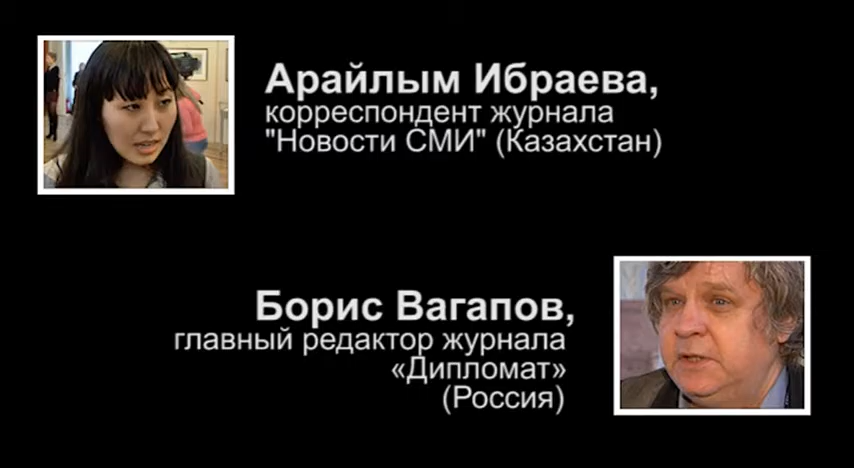 Арайлым Ибраева,
корреспондент журнала
"Новости СМИ" (Казахстан)
Борис Вагапов,
главный редактор журнала
«Дипломат»
(Россия)